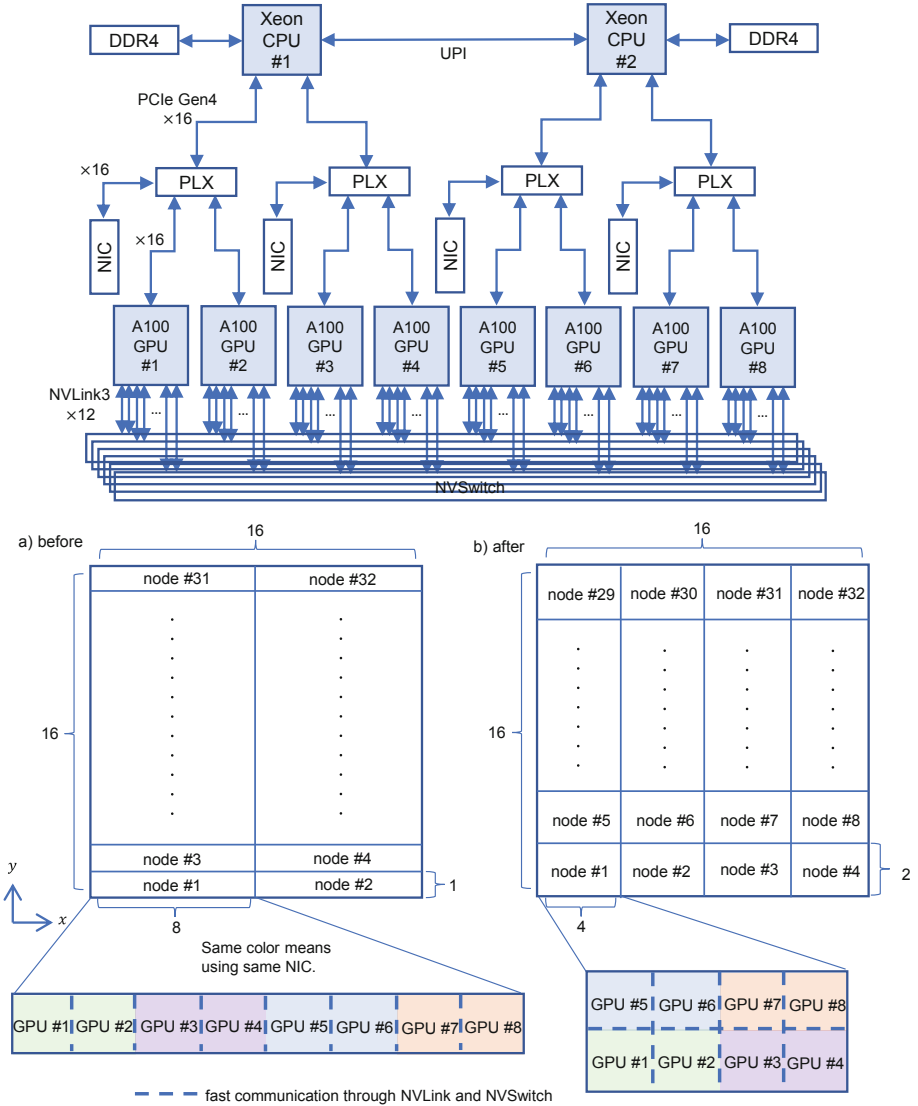 DDR4
Xeon
CPU
#1
UPI
Xeon
CPU
#2
DDR4
PCIe Gen4
×16
×16
PLX
PLX
PLX
PLX
NIC
NIC
NIC
NIC
×16
A100
GPU
#1
A100
GPU
#2
A100
GPU
#3
A100
GPU
#4
A100
GPU
#5
A100
GPU
#6
A100
GPU
#7
A100
GPU
#8
NVLink3
×12
... ... ... ... ... ... ... ...
NVSwitch
a) before
16
16
node #31
node #32
node #3
node #4
node #1
node #2
1
8
y
x
b) after
16
16
node #29
node #30
node #31
node #32
node #5
node #6
node #7
node #8
node #1
node #2
node #3
node #4
2
4
Same color means
using same NIC.
GPU #1
GPU #2
GPU #3
GPU #4
GPU #5
GPU #6
GPU #7
GPU #8
GPU #5
GPU #6
GPU #7
GPU #8
GPU #1
GPU #2
GPU #3
GPU #4
fast communication through NVLink and NVSwitch